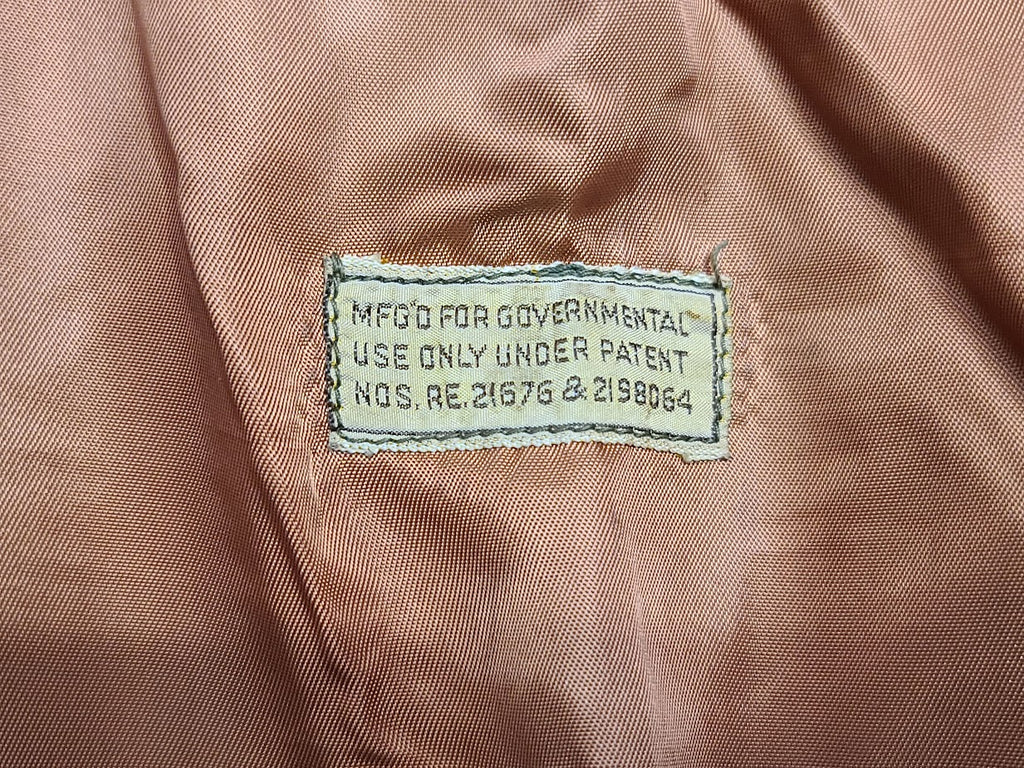 MFG'D FOR GOVERNMENTAL
USE ONLY UNDER PATENT
NOS. RE.21676 & 2198064